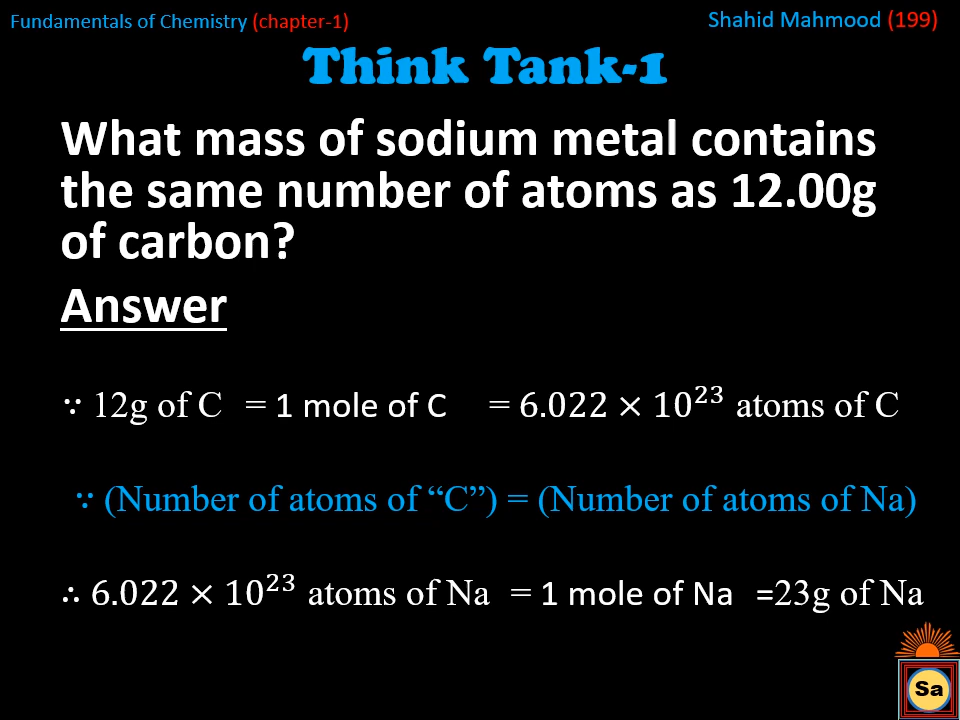 Fundamentals of Chemistry (chapter-1)
Shahid Mahmood (199)
Think Tank-1
What mass of sodium metal contains
the same number of atoms as 12.00g
of carbon?
Answer
∵ 12g of C = 1 mole of C = 6.022 × 10²³ atoms of C
∵ (Number of atoms of “C”) = (Number of atoms of Na)
∴ 6.022 × 10²³ atoms of Na = 1 mole of Na =23g of Na
Sa